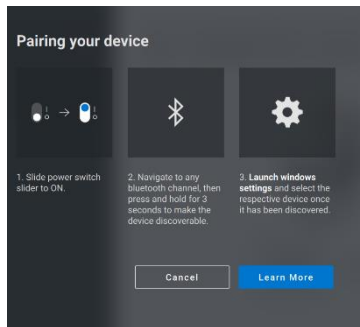 Pairing your device
1. Slide power switch
slider to ON.
2. Navigate to any
bluetooth channel, then
press and hold for 3
seconds to make the
device discoverable.
3. Launch windows
settings and select the
respective device once
it has been discovered.
Cancel
Learn More